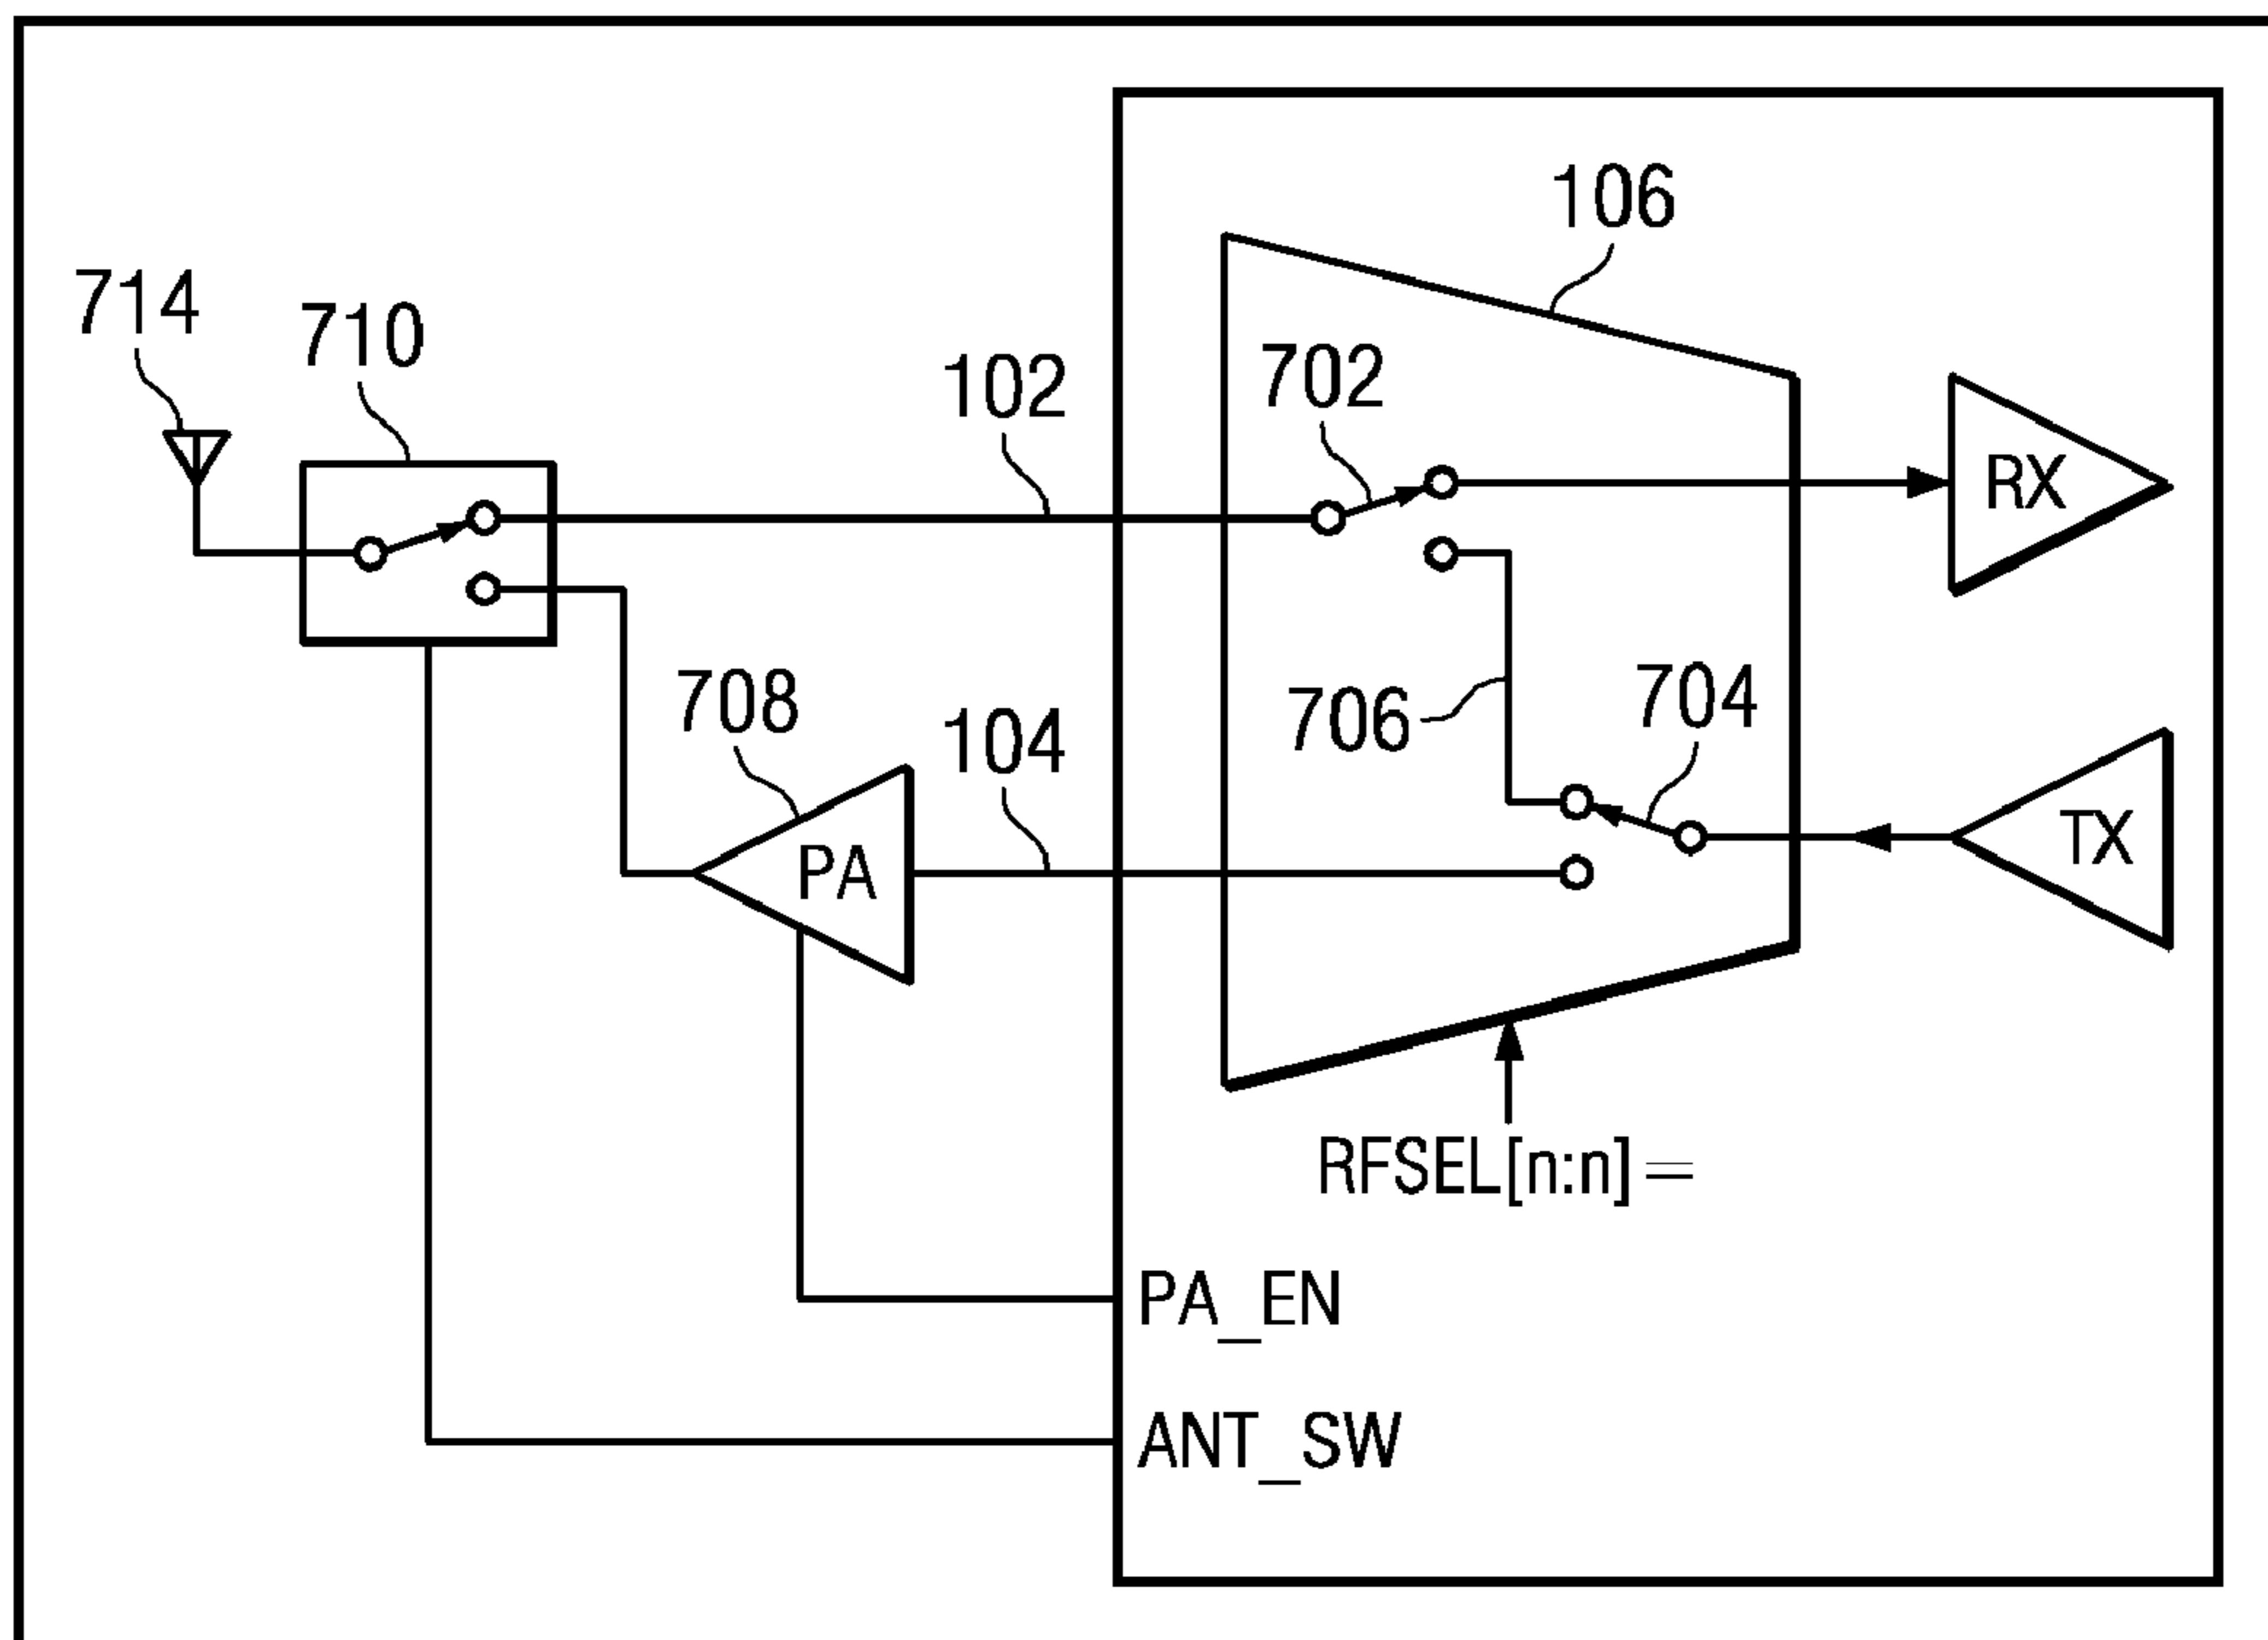 106
714
710
102
702
RX
708
104
706
704
TX
PA
RFSEL[n:n]=
PA_EN
ANT_SW